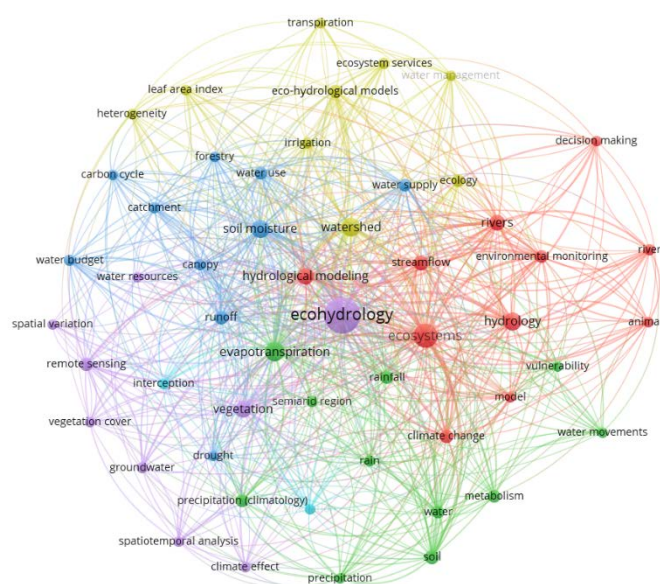 transpiration
ecosystem services
water management
leaf area index
eco-hydrological models
heterogeneity
irrigation
decision making
forestry
carbon cycle
water use
water supply
ecology
catchment
soil moisture
watershed
rivers
water budget
canopy
streamflow
environmental monitoring
river
water resources
hydrological modeling
spatial variation
runoff
ecohydrology
hydrology
animal
ecosystems
remote sensing
evapotranspiration
interception
rainfall
vulnerability
semiarid region
model
vegetation cover
vegetation
climate change
water movements
groundwater
drought
rain
precipitation (climatology)
metabolism
water
spatiotemporal analysis
climate effect
soil
precipitation